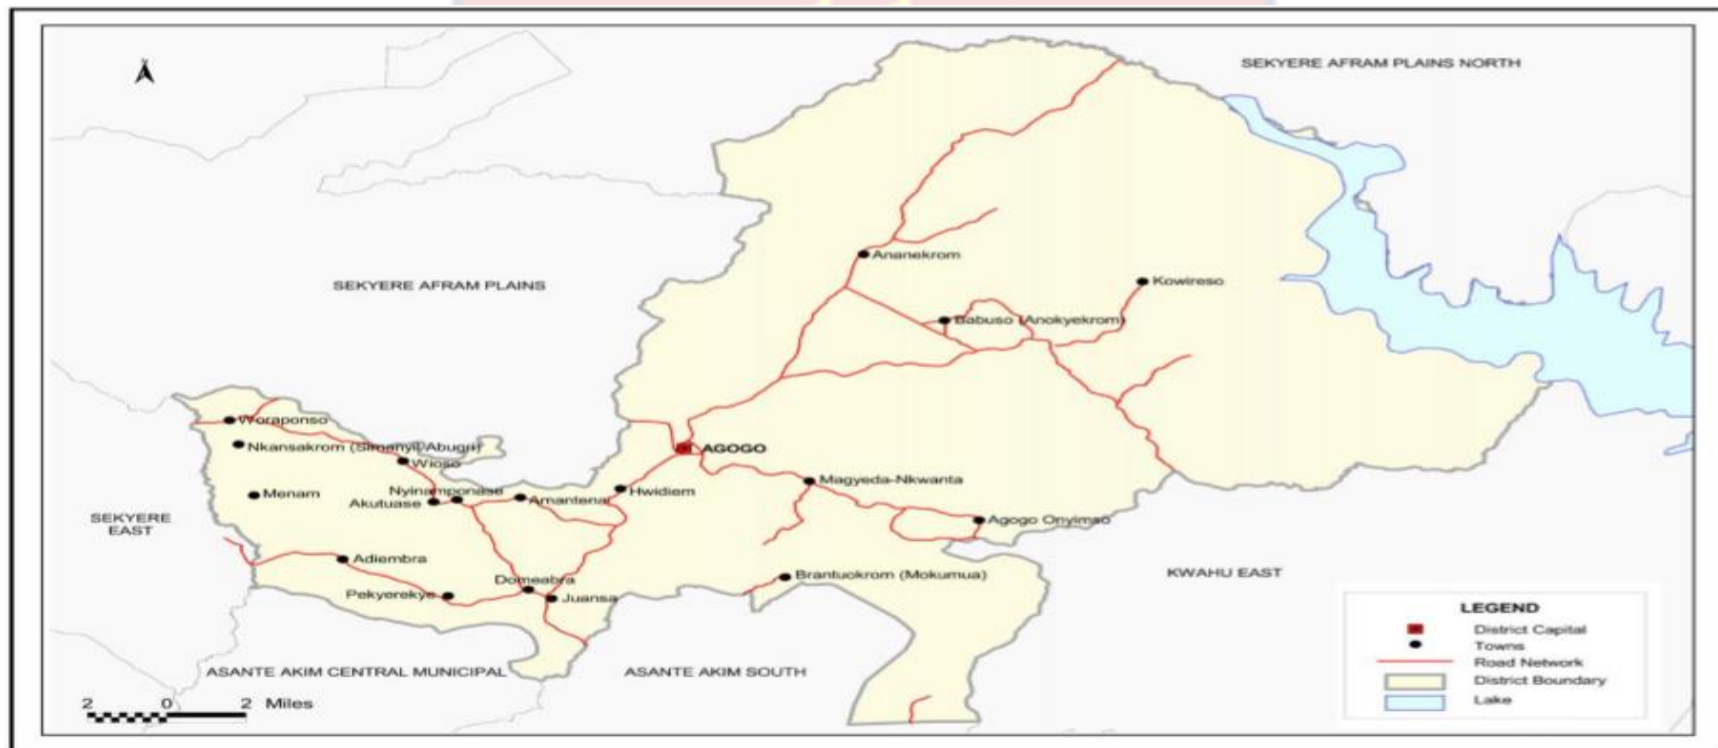 SEKYERE AFRAM PLAINS NORTH
Ananekrom
Kowireso
SEKYERE AFRAM PLAINS
Babuso (Anokyekrom)
Woraponso
Nkansakrom (Simanyi/Abugri)
AGOGO
Wioso
Magyeda-Nkwanta
Nyinamponase
Hwidiem
Menam
Akutuase
Amantena
SEKYERE
EAST
Agogo Onyimso
Adiembra
KWAHU EAST
Domeabra
Brantuokrom (Mokumua)
Pekyerekye
Juansa
ASANTE AKIM CENTRAL MUNICIPAL
ASANTE AKIM SOUTH
2 0 2 Miles
LEGEND
District Capital
Towns
Road Network
District Boundary
Lake